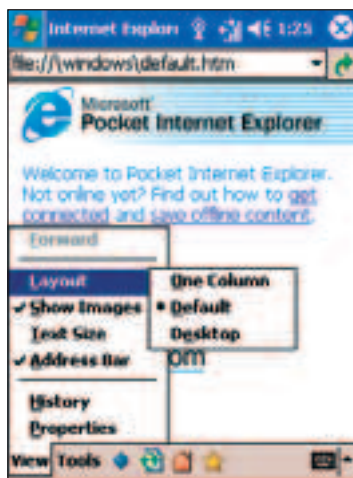 Internet Explor 1:25
file://\windows\default.htm
Microsoft
Pocket Internet Explorer
Welcome to Pocket Internet Explorer.
Not online yet? Find out how to get
connected and save offline content.
Forward
Layout
Show Images
Text Size
Address Bar
History
Properties
One Column
Default
Desktop
om
View Tools